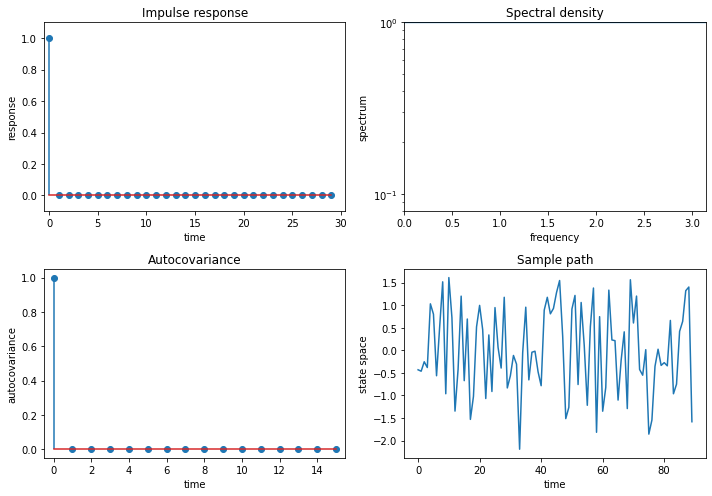 Impulse response
1.0
0.8
0.6
0.4
0.2
0.0
response
0 5 10 15 20 25 30
time
Spectral density
10⁰
10⁻¹
spectrum
0.0 0.5 1.0 1.5 2.0 2.5 3.0
frequency
Autocovariance
1.0
0.8
0.6
0.4
0.2
0.0
autocovariance
0 2 4 6 8 10 12 14
time
Sample path
1.5
1.0
0.5
0.0
−0.5
−1.0
−1.5
−2.0
state space
0 20 40 60 80
time